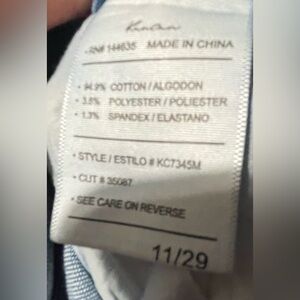 RN# 144635 MADE IN CHINA
• 94.9% COTTON / ALGODON
• 3.8% POLYESTER / POLIESTER
• 1.3% SPANDEX / ELASTANO
• STYLE / ESTILO # KC7345M
• CUT # 35087
• SEE CARE ON REVERSE
11/29